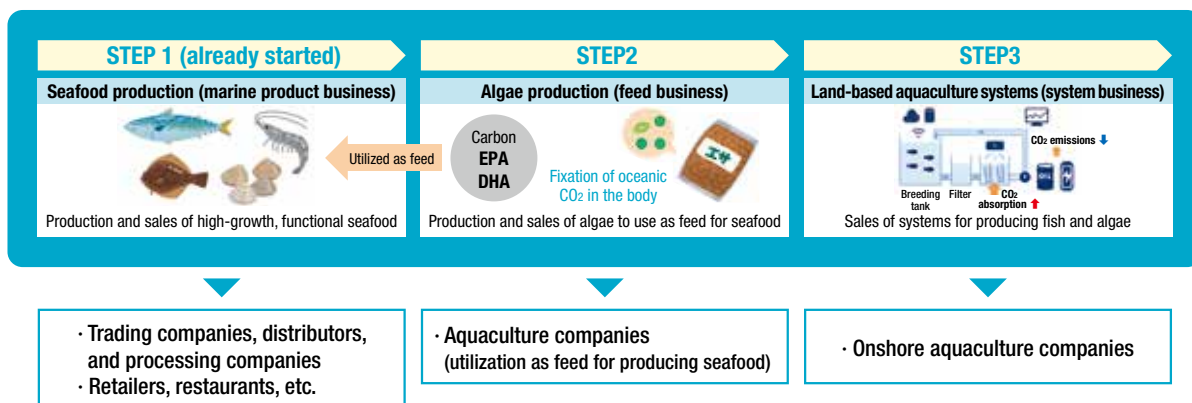 STEP 1 (already started)
Seafood production (marine product business)
Production and sales of high-growth, functional seafood
STEP2
Algae production (feed business)
Utilized as feed
Carbon
EPA
DHA
Fixation of oceanic
CO2 in the body
エサ
Production and sales of algae to use as feed for seafood
STEP3
Land-based aquaculture systems (system business)
CO2 emissions
Breeding
tank
Filter
CO2
absorption
Sales of systems for producing fish and algae
· Trading companies, distributors,
and processing companies
· Retailers, restaurants, etc.
· Aquaculture companies
(utilization as feed for producing seafood)
· Onshore aquaculture companies